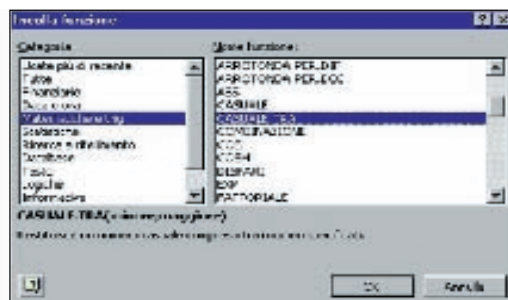 Incolla funzione
Categoria
Nome funzione:
Usate più di recente
Tutte
Finanziarie
Data e ora
Matematiche e trig
Statistiche
Ricerca e riferimento
Database
Testo
Logiche
Informative
ARROTONDA.PER.DIF
ARROTONDA.PER.ECC
ASS
CASUALE
CASUALE.TRA
COMBINAZIONE
COS
COSH
DISPARI
EXP
FATTORIALE
CASUALE.TRA(minore;maggiore)
OK
Annulla